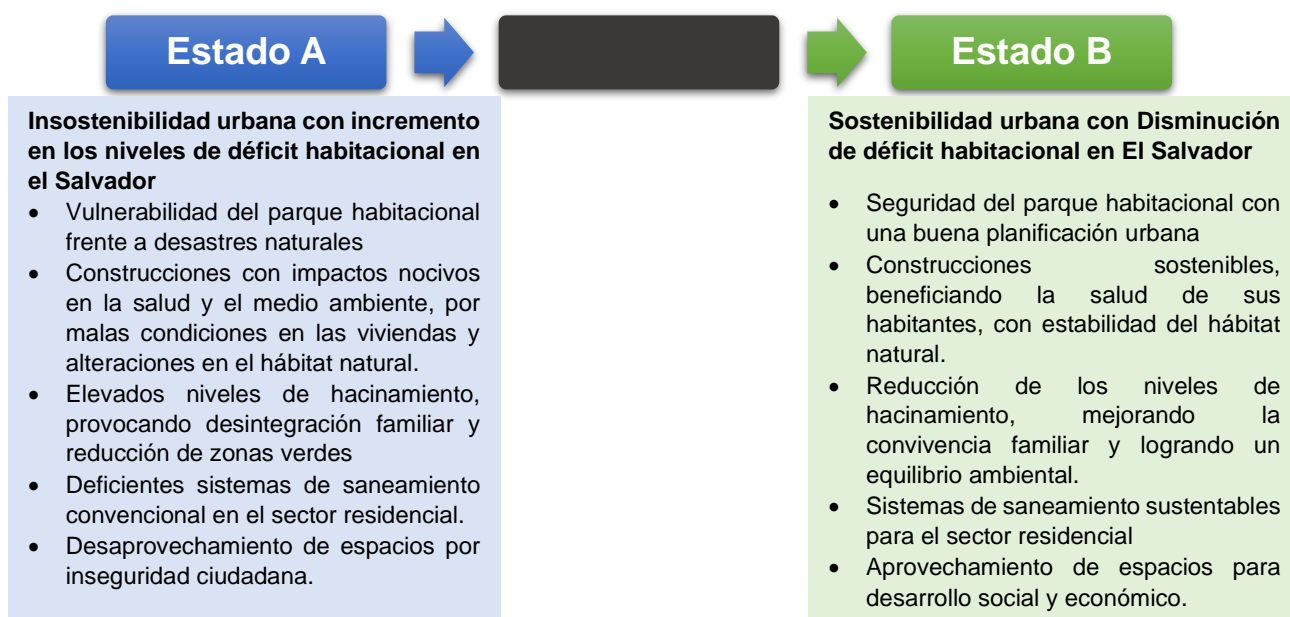 Estado A
Estado B
Insostenibilidad urbana con incremento
en los niveles de déficit habitacional en
el Salvador
• Vulnerabilidad del parque habitacional
frente a desastres naturales
• Construcciones con impactos nocivos
en la salud y el medio ambiente, por
malas condiciones en las viviendas y
alteraciones en el hábitat natural.
• Elevados niveles de hacinamiento,
provocando desintegración familiar y
reducción de zonas verdes
• Deficientes sistemas de saneamiento
convencional en el sector residencial.
• Desaprovechamiento de espacios por
inseguridad ciudadana.
Sostenibilidad urbana con Disminución
de déficit habitacional en El Salvador
• Seguridad del parque habitacional con
una buena planificación urbana
• Construcciones sostenibles,
beneficiando la salud de sus
habitantes, con estabilidad del hábitat
natural.
• Reducción de los niveles de
hacinamiento, mejorando la
convivencia familiar y logrando un
equilibrio ambiental.
• Sistemas de saneamiento sustentables
para el sector residencial
• Aprovechamiento de espacios para
desarrollo social y económico.